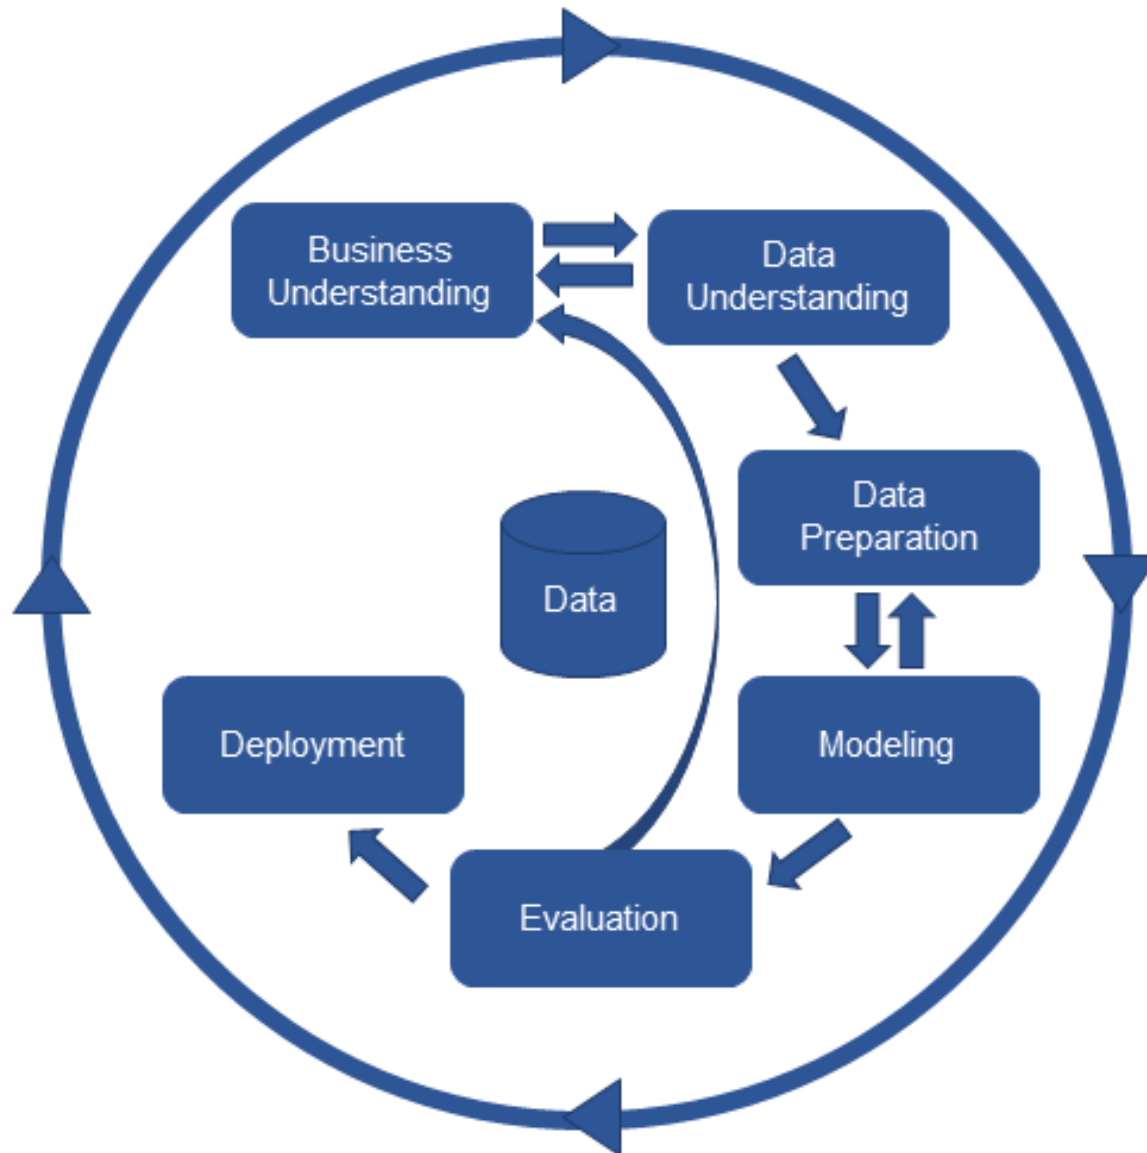 Business
Understanding
Data
Understanding
Data
Preparation
Data
Deployment
Modeling
Evaluation